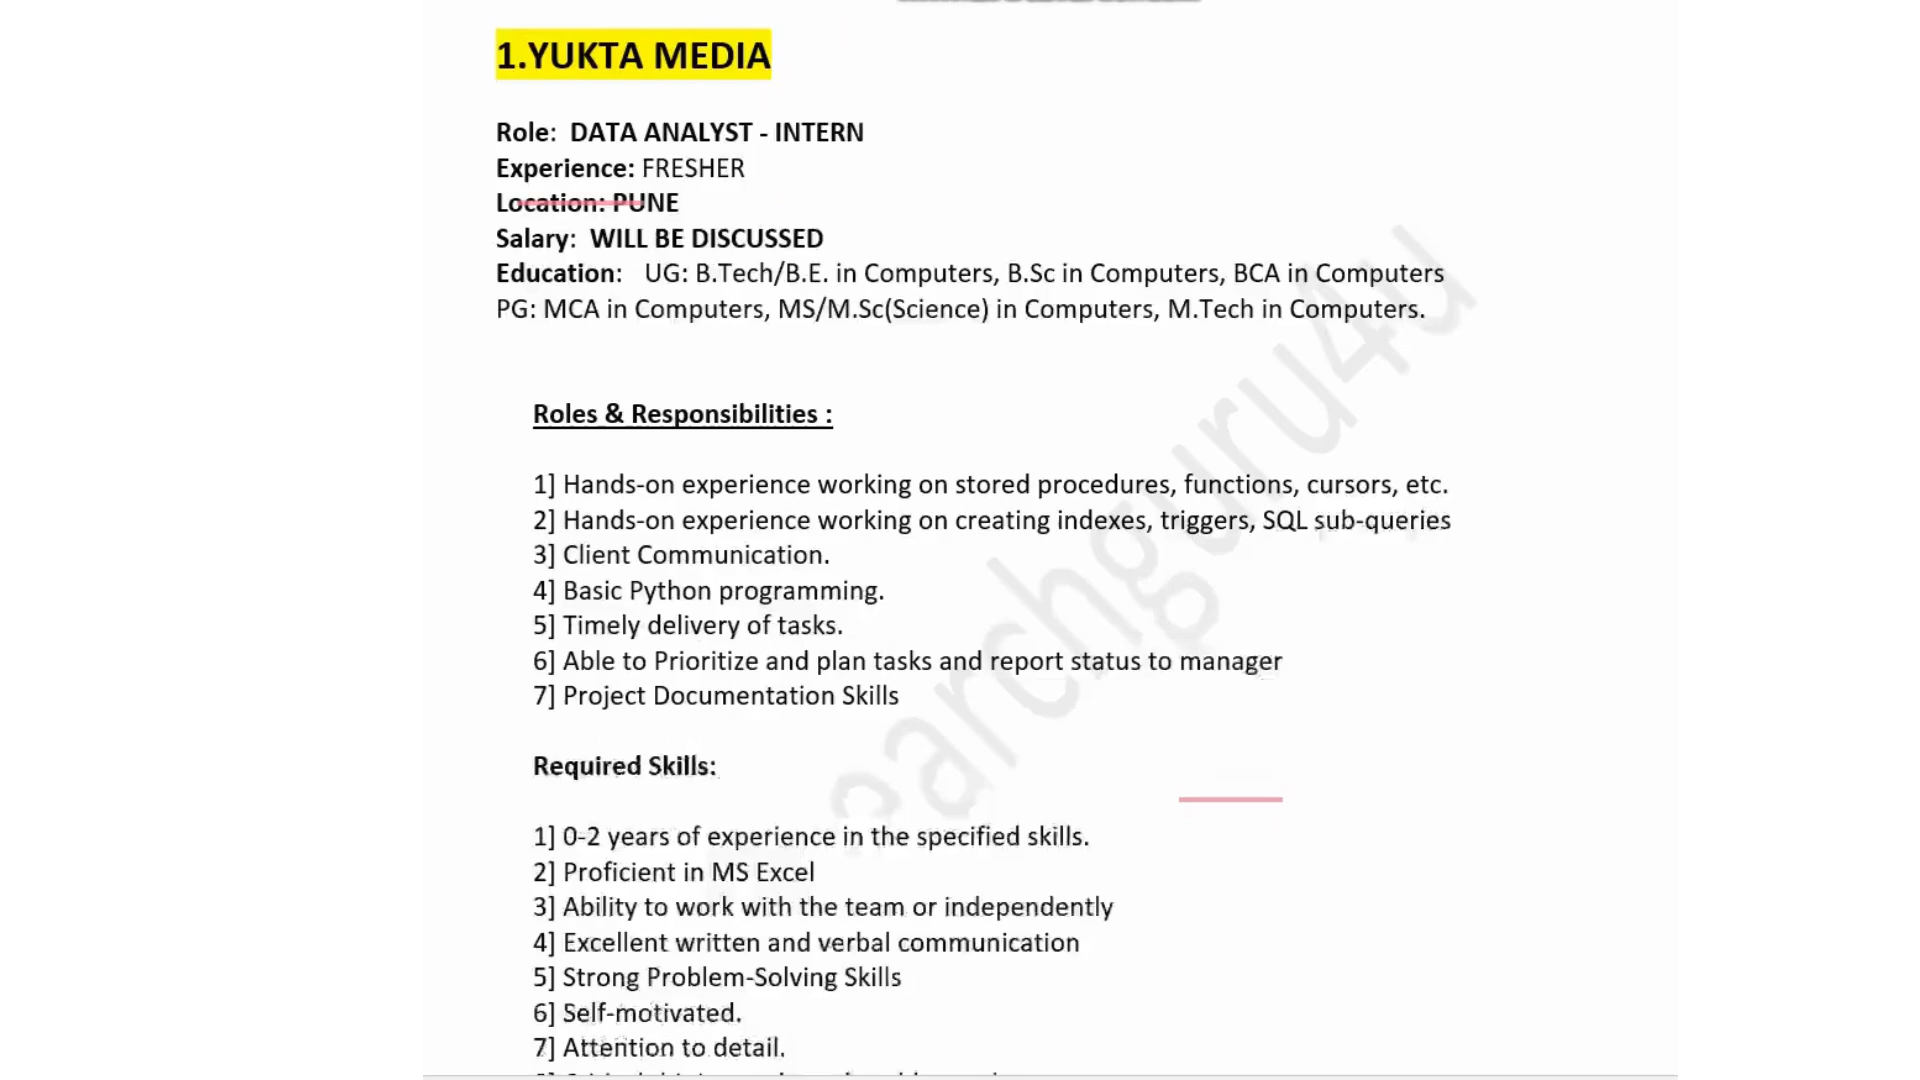 1.YUKTA MEDIA
Role: DATA ANALYST - INTERN
Experience: FRESHER
Location: PUNE
Salary: WILL BE DISCUSSED
Education: UG: B.Tech/B.E. in Computers, B.Sc in Computers, BCA in Computers
PG: MCA in Computers, MS/M.Sc(Science) in Computers, M.Tech in Computers.
Roles & Responsibilities :
1] Hands-on experience working on stored procedures, functions, cursors, etc.
2] Hands-on experience working on creating indexes, triggers, SQL sub-queries
3] Client Communication.
4] Basic Python programming.
5] Timely delivery of tasks.
6] Able to Prioritize and plan tasks and report status to manager
7] Project Documentation Skills
Required Skills:
1] 0-2 years of experience in the specified skills.
2] Proficient in MS Excel
3] Ability to work with the team or independently
4] Excellent written and verbal communication
5] Strong Problem-Solving Skills
6] Self-motivated.
7] Attention to detail.